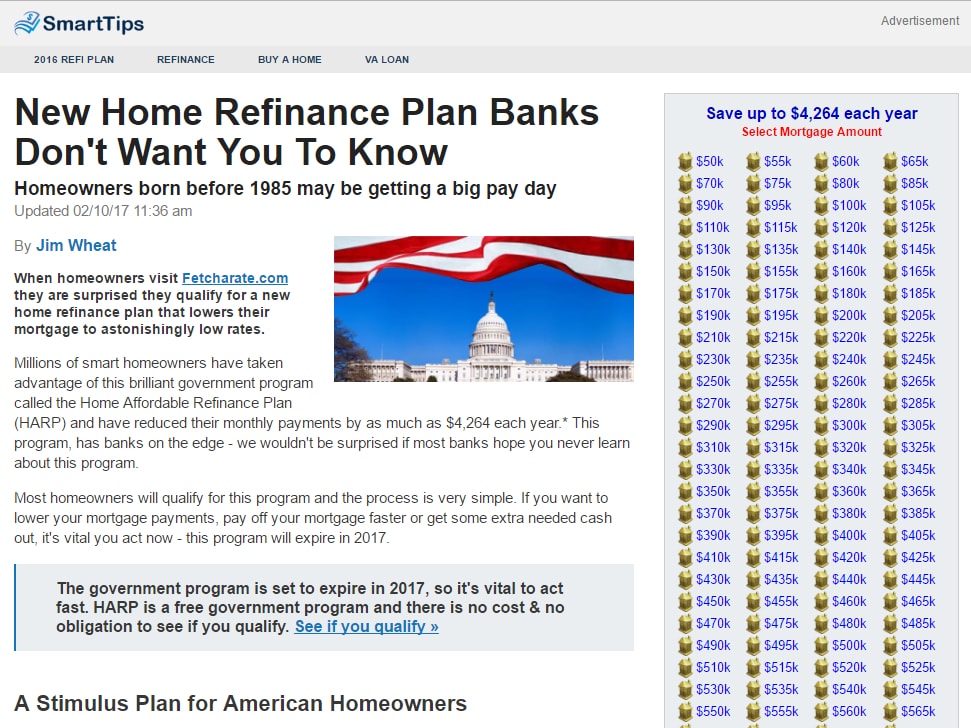 SmartTips
Advertisement
2016 REFI PLAN REFINANCE BUY A HOME VA LOAN
New Home Refinance Plan Banks
Don't Want You To Know
Homeowners born before 1985 may be getting a big pay day
Updated 02/10/17 11:36 am
By Jim Wheat
When homeowners visit Fetcharate.com
they are surprised they qualify for a new
home refinance plan that lowers their
mortgage to astonishingly low rates.
Millions of smart homeowners have taken
advantage of this brilliant government program
called the Home Affordable Refinance Plan
(HARP) and have reduced their monthly payments by as much as $4,264 each year.* This
program, has banks on the edge - we wouldn't be surprised if most banks hope you never learn
about this program.
Most homeowners will qualify for this program and the process is very simple. If you want to
lower your mortgage payments, pay off your mortgage faster or get some extra needed cash
out, it's vital you act now - this program will expire in 2017.
The government program is set to expire in 2017, so it's vital to act
fast. HARP is a free government program and there is no cost & no
obligation to see if you qualify. See if you qualify »
A Stimulus Plan for American Homeowners
Save up to $4,264 each year
Select Mortgage Amount
$50k $55k $60k $65k
$70k $75k $80k $85k
$90k $95k $100k $105k
$110k $115k $120k $125k
$130k $135k $140k $145k
$150k $155k $160k $165k
$170k $175k $180k $185k
$190k $195k $200k $205k
$210k $215k $220k $225k
$230k $235k $240k $245k
$250k $255k $260k $265k
$270k $275k $280k $285k
$290k $295k $300k $305k
$310k $315k $320k $325k
$330k $335k $340k $345k
$350k $355k $360k $365k
$370k $375k $380k $385k
$390k $395k $400k $405k
$410k $415k $420k $425k
$430k $435k $440k $445k
$450k $455k $460k $465k
$470k $475k $480k $485k
$490k $495k $500k $505k
$510k $515k $520k $525k
$530k $535k $540k $545k
$550k $555k $560k $565k